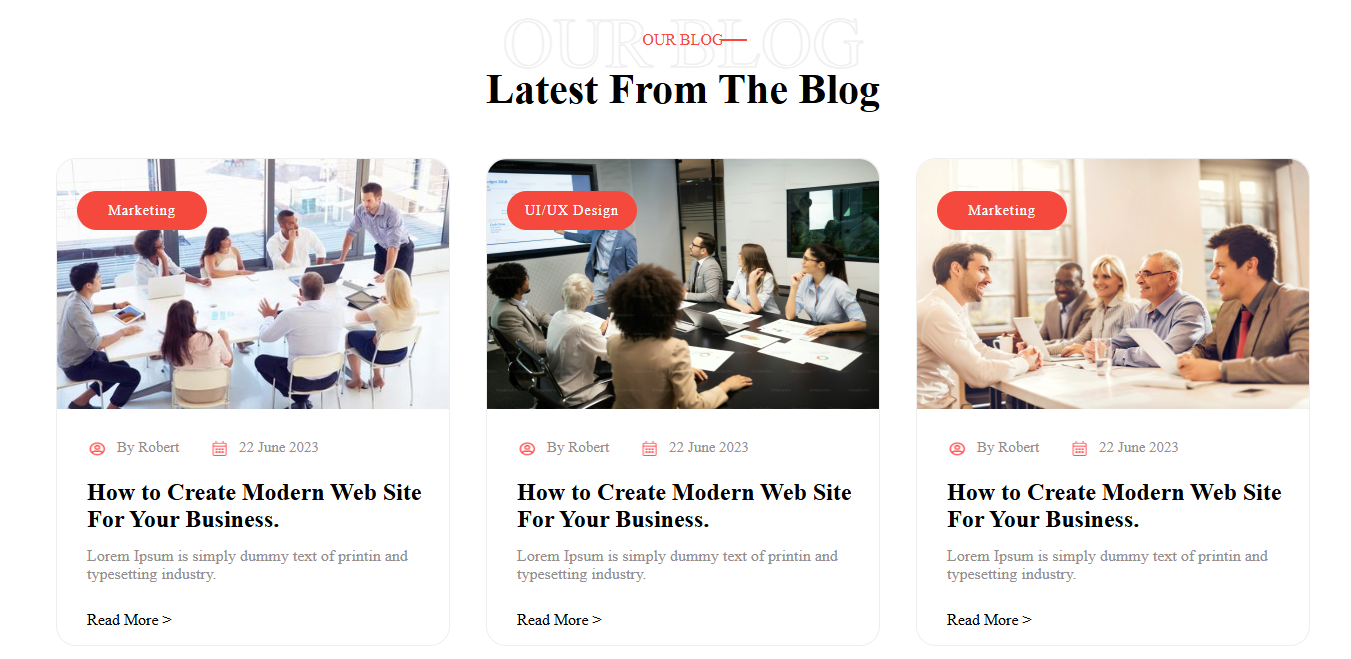 OUR BLOG
OUR BLOG
Latest From The Blog
Marketing
By Robert 22 June 2023
How to Create Modern Web Site
For Your Business.
Lorem Ipsum is simply dummy text of printin and
typesetting industry.
Read More >
UI/UX Design
By Robert 22 June 2023
How to Create Modern Web Site
For Your Business.
Lorem Ipsum is simply dummy text of printin and
typesetting industry.
Read More >
Marketing
By Robert 22 June 2023
How to Create Modern Web Site
For Your Business.
Lorem Ipsum is simply dummy text of printin and
typesetting industry.
Read More >